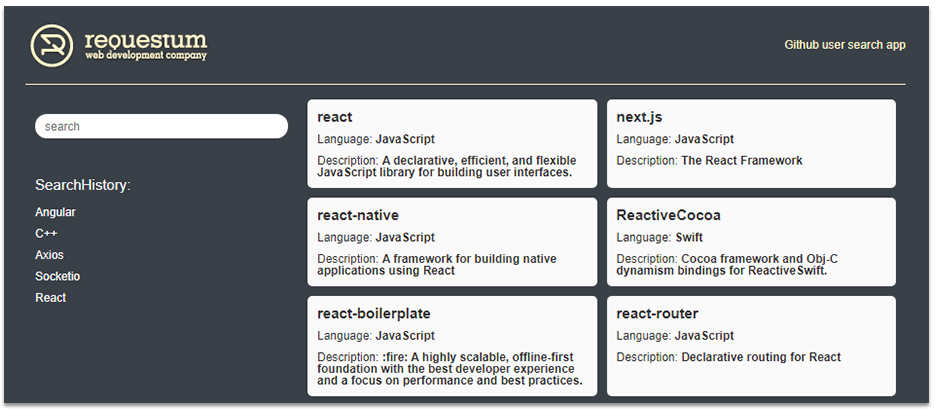 requestum
web development company
Github user search app
search
SearchHistory:
Angular
C++
Axios
Socketio
React
react
Language: JavaScript
Description: A declarative, efficient, and flexible
JavaScript library for building user interfaces.
next.js
Language: JavaScript
Description: The React Framework
react-native
Language: JavaScript
Description: A framework for building native
applications using React
ReactiveCocoa
Language: Swift
Description: Cocoa framework and Obj-C
dynamism bindings for ReactiveSwift.
react-boilerplate
Language: JavaScript
Description: :fire: A highly scalable, offline-first
foundation with the best developer experience
and a focus on performance and best practices.
react-router
Language: JavaScript
Description: Declarative routing for React